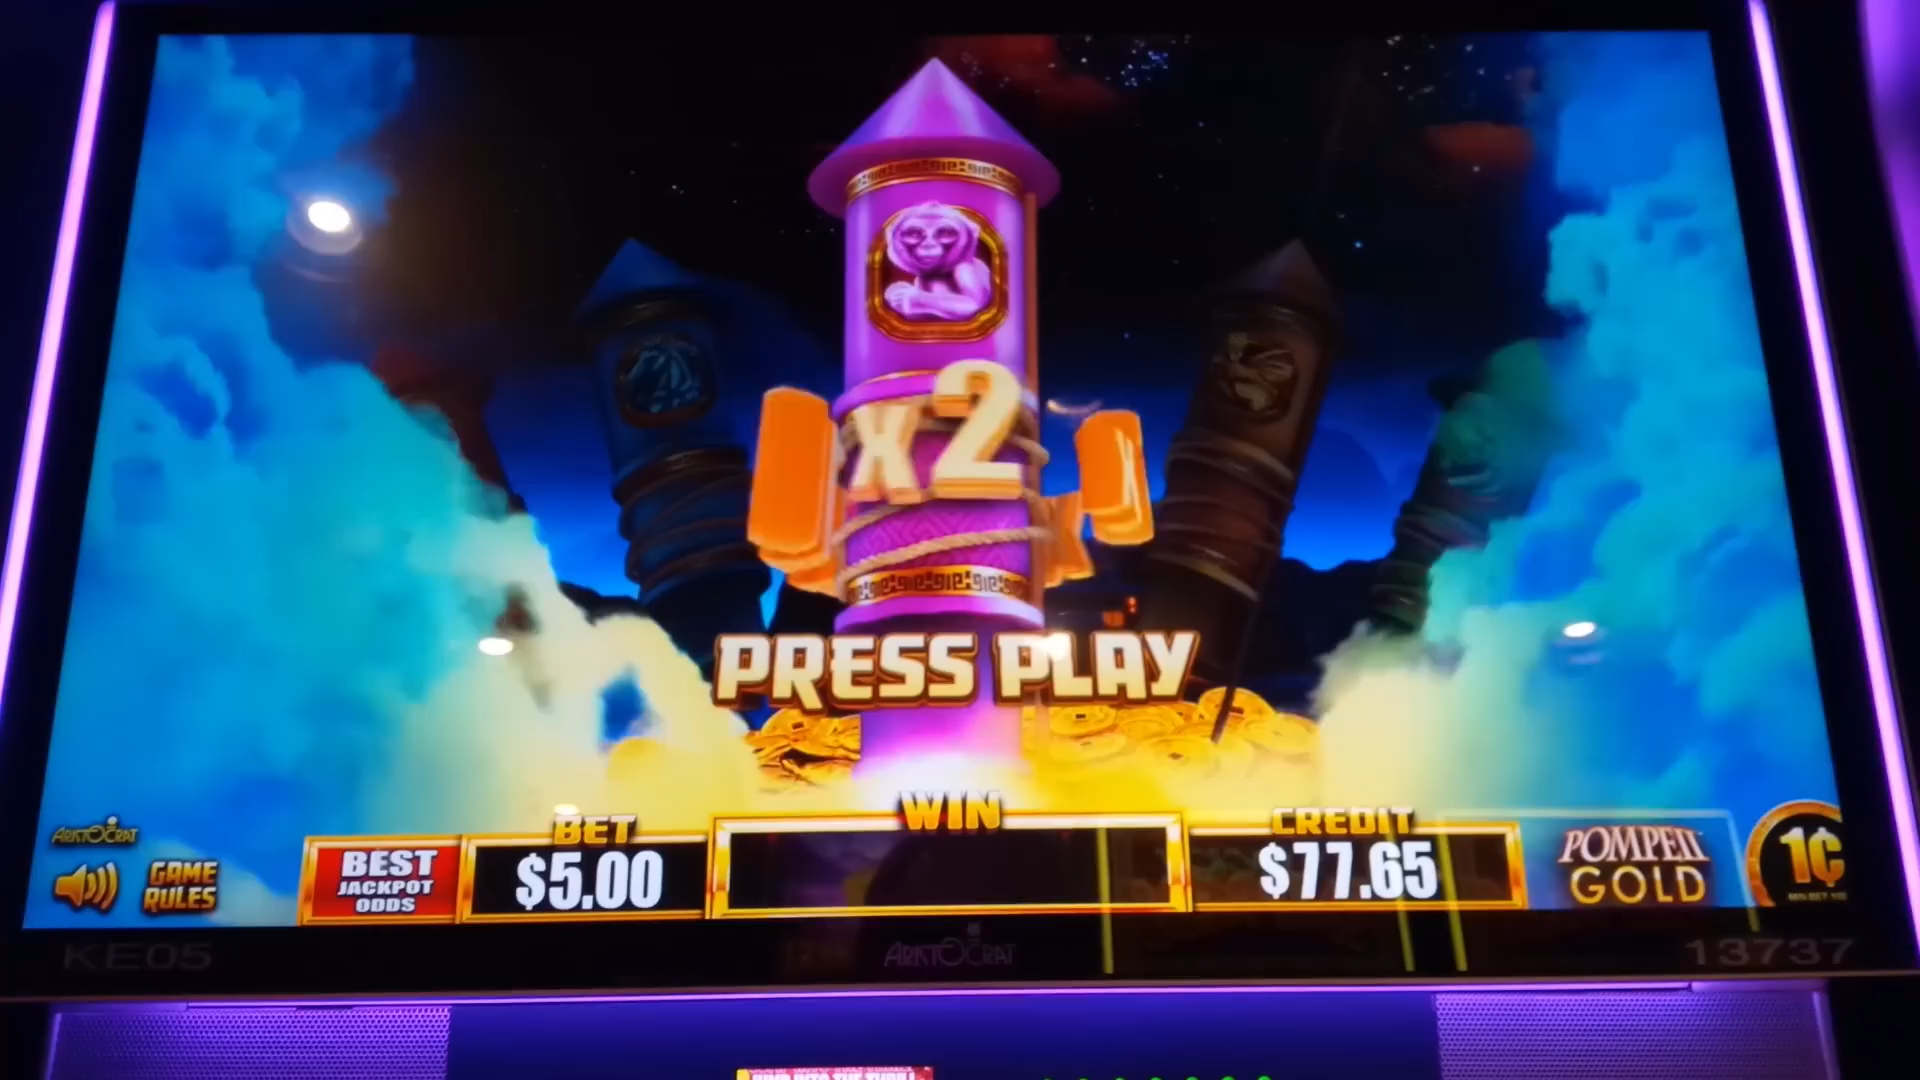 x2
PRESS PLAY
WIN
BET
CREDIT
ARISTOCRAT
BEST
JACKPOT
ODDS
$5.00
$77.65
POMPEII
GOLD
1¢
GAME
RULES
KE05
ARISTOCRAT
13737